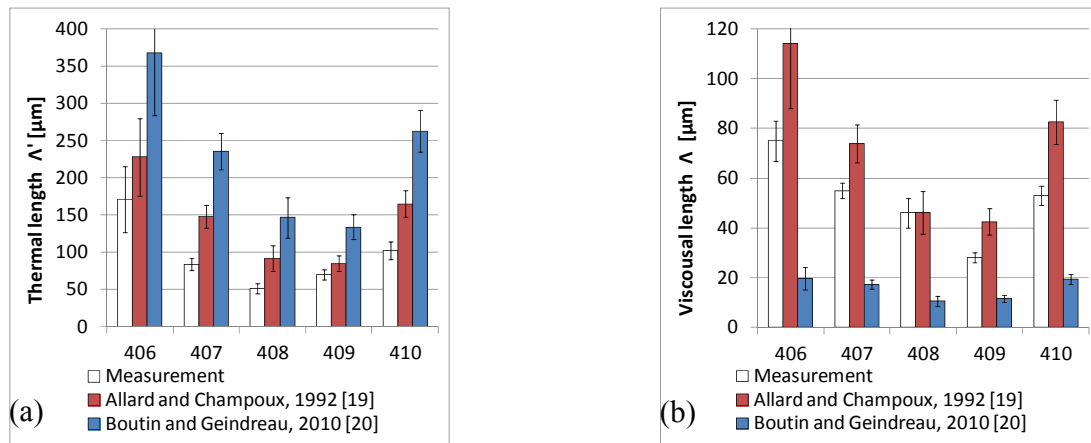 400
350
300
250
200
150
100
50
0
Thermal length Λ' [µm]
406 407 408 409 410
Measurement
Allard and Champoux, 1992 [19]
Boutin and Geindreau, 2010 [20]
(a)
120
100
80
60
40
20
0
Viscousal length Λ [µm]
406 407 408 409 410
Measurement
Allard and Champoux, 1992 [19]
Boutin and Geindreau, 2010 [20]
(b)